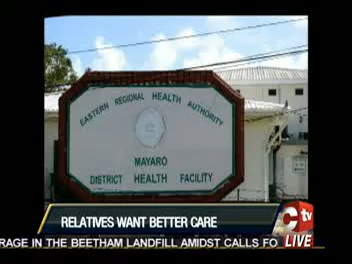 EASTERN REGIONAL HEALTH AUTHORITY
MAYARO
DISTRICT HEALTH FACILITY
RELATIVES WANT BETTER CARE
C tv
LIVE
RAGE IN THE BEETHAM LANDFILL AMIDST CALLS FO